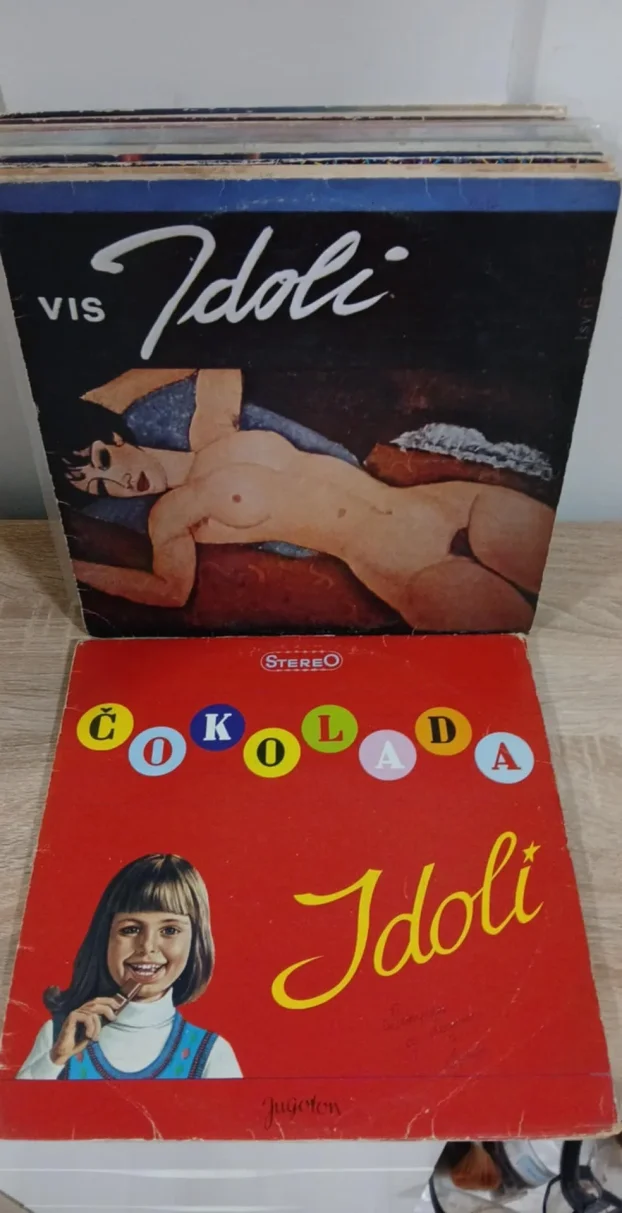 VIS Idoli
STEREO
ČOKOLADA
Idoli
Jugoton